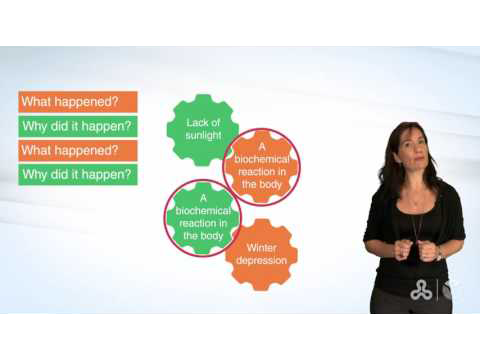 What happened?
Why did it happen?
What happened?
Why did it happen?
Lack of
sunlight
A
biochemical
reaction in
the body
A
biochemical
reaction in
the body
Winter
depression